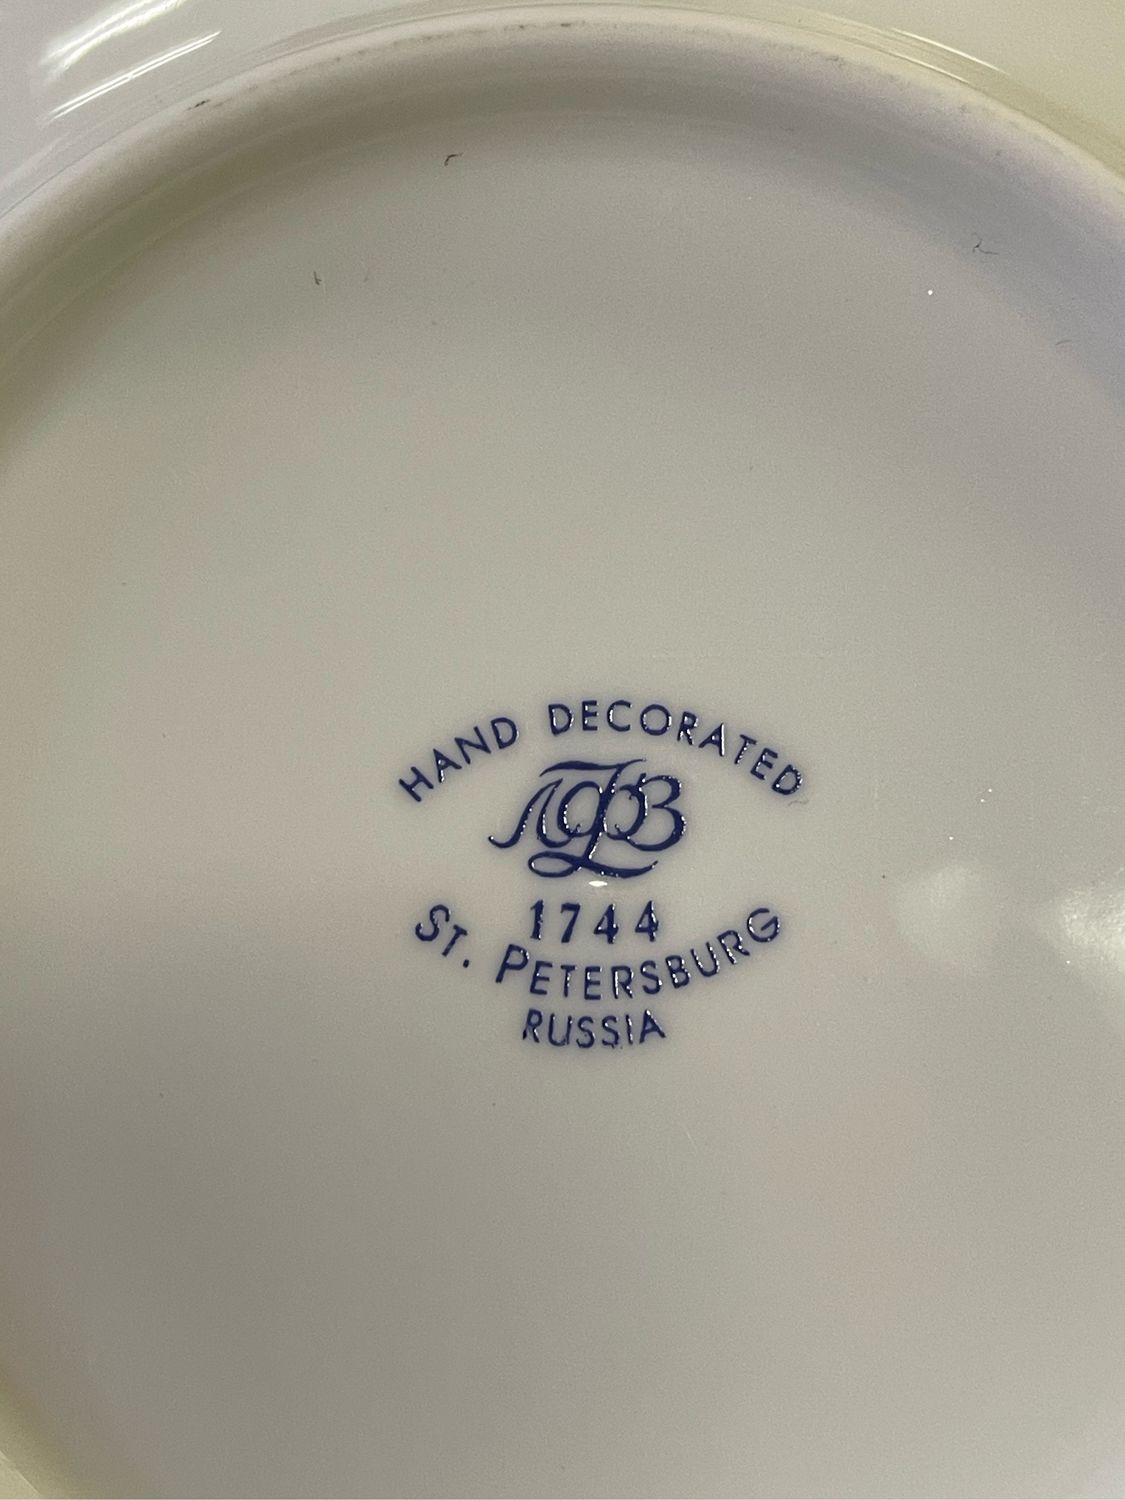 HAND DECORATED
ЛФЗ
1744
ST. PETERSBURG
RUSSIA